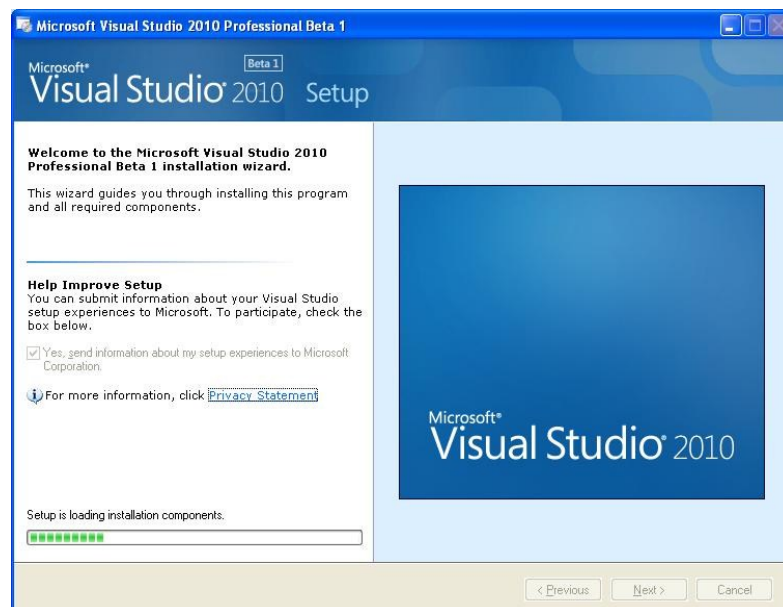 Microsoft Visual Studio 2010 Professional Beta 1
Microsoft®
Visual Studio® 2010 Beta 1 Setup
Welcome to the Microsoft Visual Studio 2010
Professional Beta 1 installation wizard.
This wizard guides you through installing this program
and all required components.
Help Improve Setup
You can submit information about your Visual Studio
setup experiences to Microsoft. To participate, check the
box below.
Yes, send information about my setup experiences to Microsoft
Corporation.
For more information, click Privacy Statement
Setup is loading installation components.
Microsoft®
Visual Studio® 2010
< Previous
Next >
Cancel